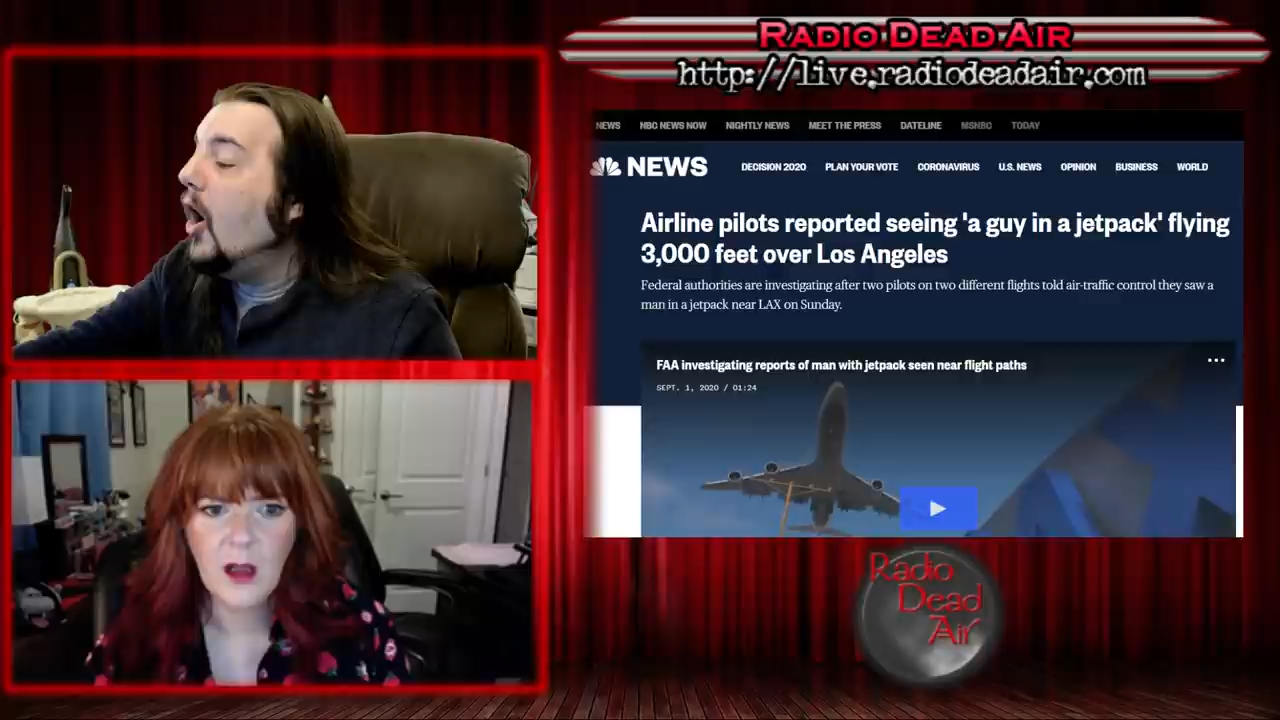 RADIO DEAD AIR
http://live.radiodeadair.com
NEWS NBC NEWS NOW NIGHTLY NEWS MEET THE PRESS DATELINE MSNBC TODAY
NEWS DECISION 2020 PLAN YOUR VOTE CORONAVIRUS U.S. NEWS OPINION BUSINESS WORLD
Airline pilots reported seeing 'a guy in a jetpack' flying
3,000 feet over Los Angeles
Federal authorities are investigating after two pilots on two different flights told air-traffic control they saw a
man in a jetpack near LAX on Sunday.
FAA investigating reports of man with jetpack seen near flight paths
SEPT. 1, 2020 / 01:24
Radio
Dead
Air